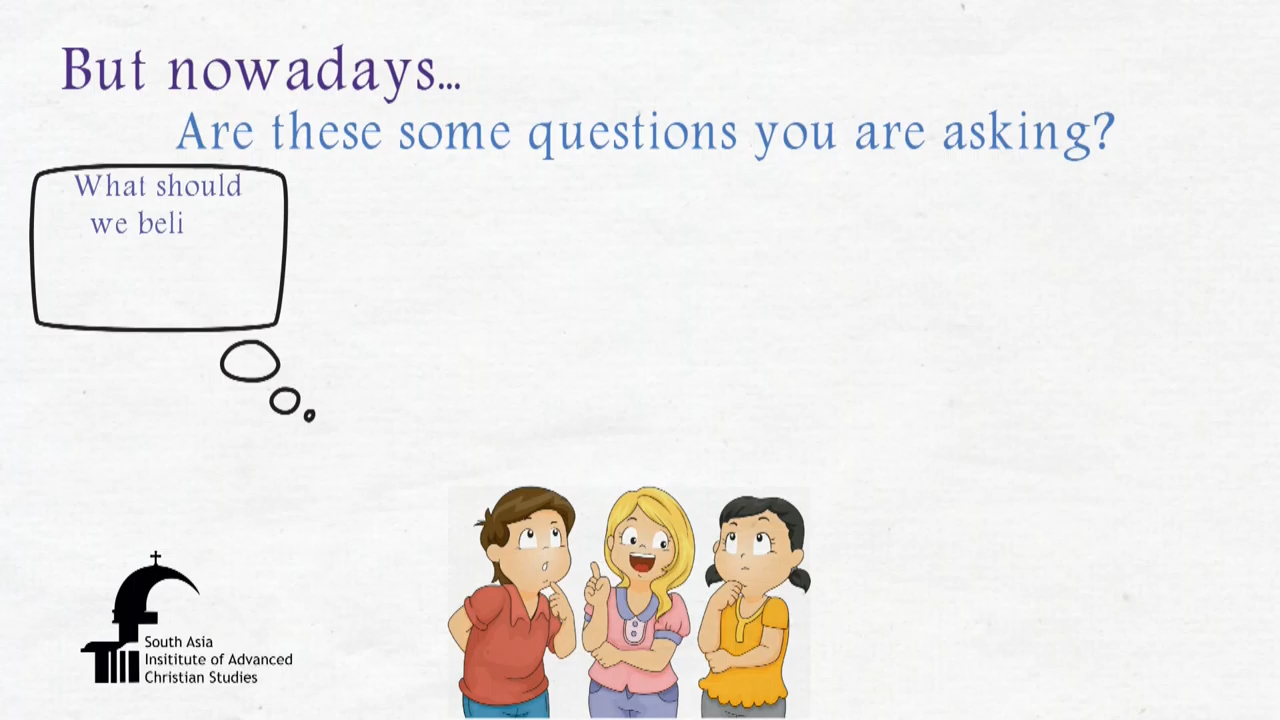 But nowadays...
Are these some questions you are asking?
What should
we beli
South Asia
Insititute of Advanced
Christian Studies